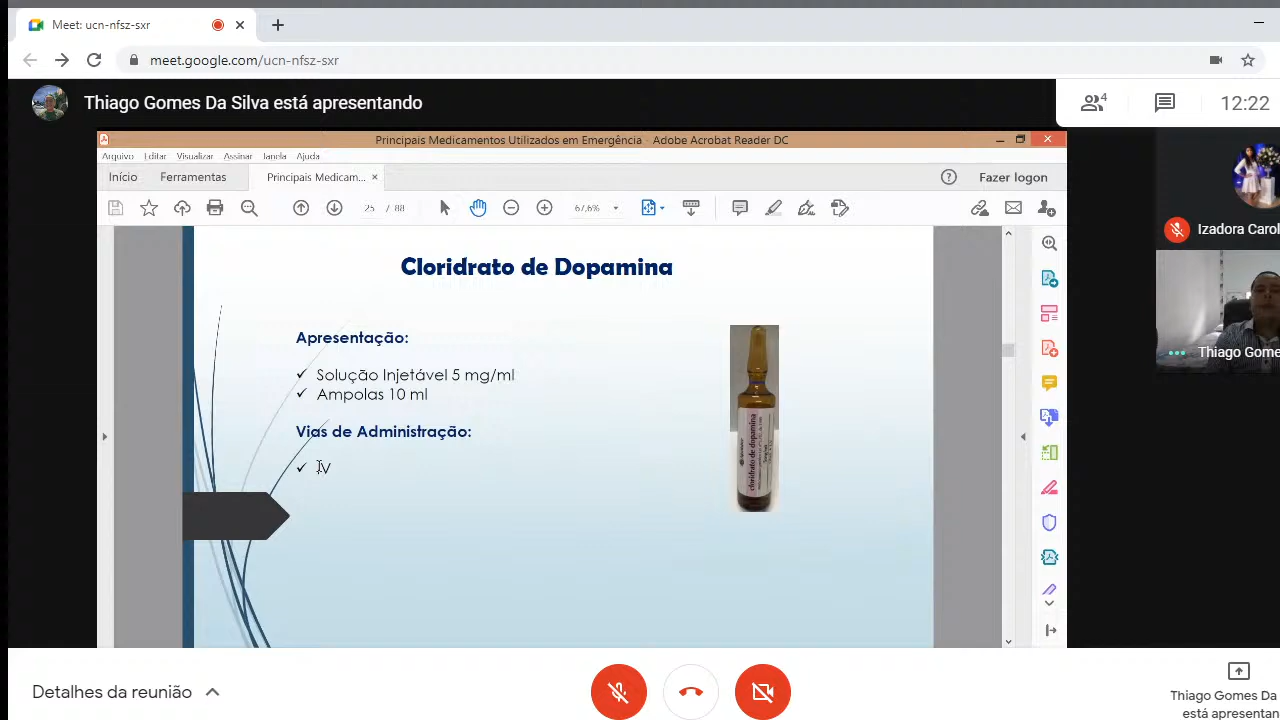 Meet: ucn-nfsz-sxr
meet.google.com/ucn-nfsz-sxr
Thiago Gomes Da Silva está apresentando
4
12:22
Principais Medicamentos Utilizados em Emergência - Adobe Acrobat Reader DC
Arquivo Editar Visualizar Assinar Janela Ajuda
Início Ferramentas Principais Medicam... Fazer logon
25 / 88 67,6%
Izadora Carol
Thiago Gome
Cloridrato de Dopamina
Apresentação:
✓ Solução Injetável 5 mg/ml
✓ Ampolas 10 ml
Vias de Administração:
✓ IV
cloridrato de dopamina
Detalhes da reunião
Thiago Gomes Da
está apresentan